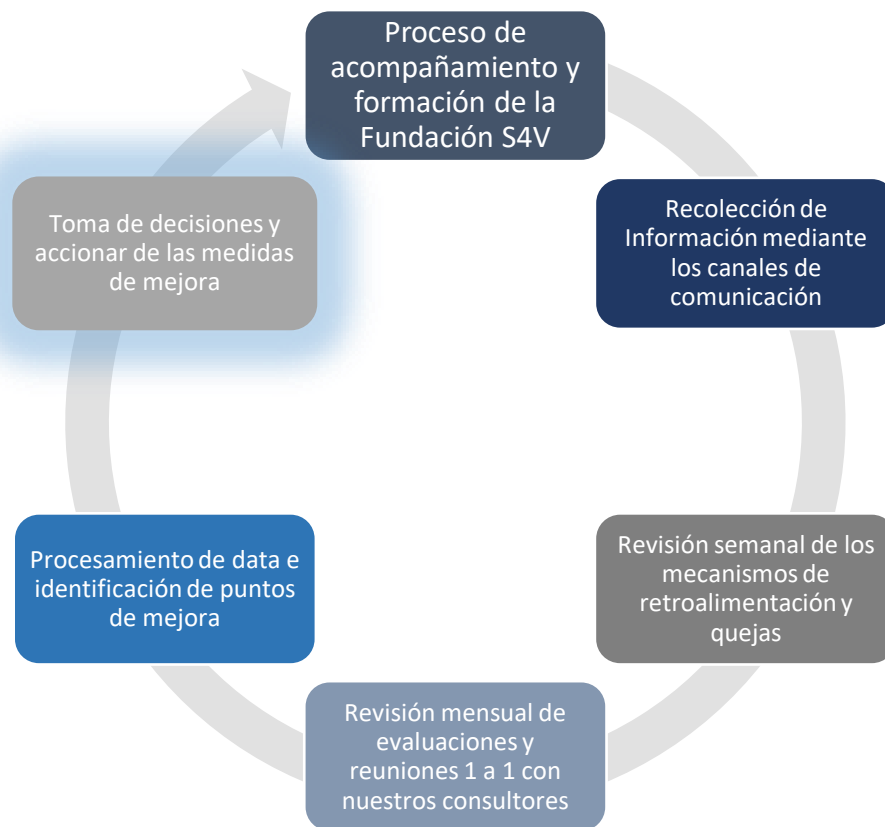 Proceso de
acompañamiento y
formación de la
Fundación S4V
Recolección de
Información mediante
los canales de
comunicación
Revisión semanal de los
mecanismos de
retroalimentación y
quejas
Revisión mensual de
evaluaciones y
reuniones 1 a 1 con
nuestros consultores
Procesamiento de data e
identificación de puntos
de mejora
Toma de decisiones y
accionar de las medidas
de mejora